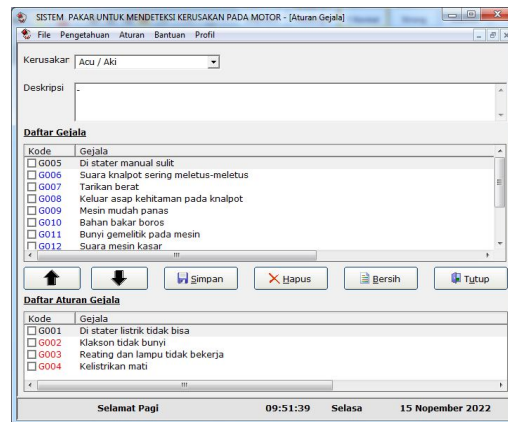 SISTEM PAKAR UNTUK MENDETEKSI KERUSAKAN PADA MOTOR - [Aturan Gejala]
File Pengetahuan Aturan Bantuan Profil
Kerusakar Acu / Aki
Deskripsi -
Daftar Gejala
Kode Gejala
G005 Di stater manual sulit
G006 Suara knalpot sering meletus-meletus
G007 Tarikan berat
G008 Keluar asap kehitaman pada knalpot
G009 Mesin mudah panas
G010 Bahan bakar boros
G011 Bunyi gemelitik pada mesin
G012 Suara mesin kasar
Simpan Hapus Bersih Tutup
Daftar Aturan Gejala
Kode Gejala
G001 Di stater listrik tidak bisa
G002 Klakson tidak bunyi
G003 Reating dan lampu tidak bekerja
G004 Kelistrikan mati
Selamat Pagi 09:51:39 Selasa 15 Nopember 2022